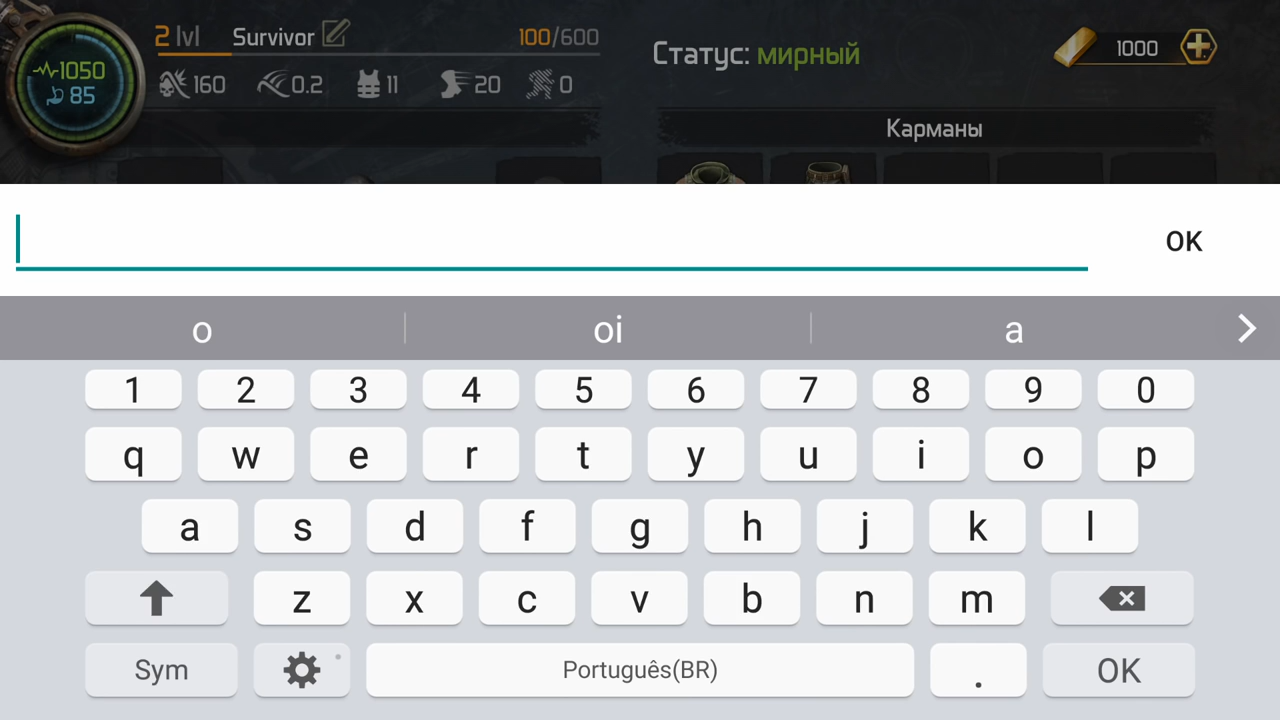 2 lvl Survivor 100/600
1050
85
160 0.2 11 20 0
Статус: мирный
1000
Карманы
OK
o oi a
1 2 3 4 5 6 7 8 9 0
q w e r t y u i o p
a s d f g h j k l
z x c v b n m
Sym Português(BR) . OK